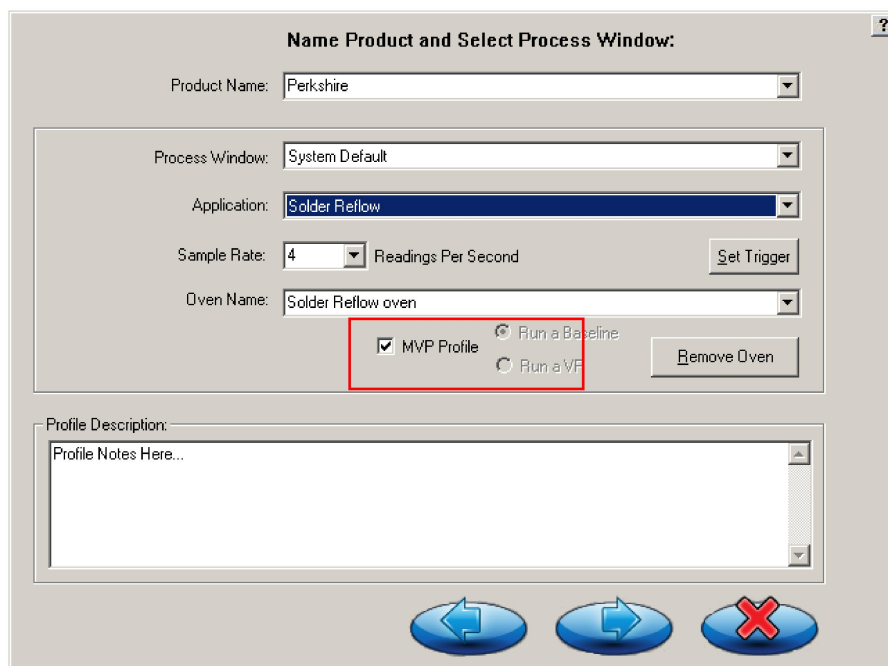 ?
Name Product and Select Process Window:
Product Name: Perkshire
Process Window: System Default
Application: Solder Reflow
Sample Rate: 4 Readings Per Second Set Trigger
Oven Name: Solder Reflow oven
MVP Profile Run a Baseline
Run a VP Remove Oven
Profile Description:
Profile Notes Here...